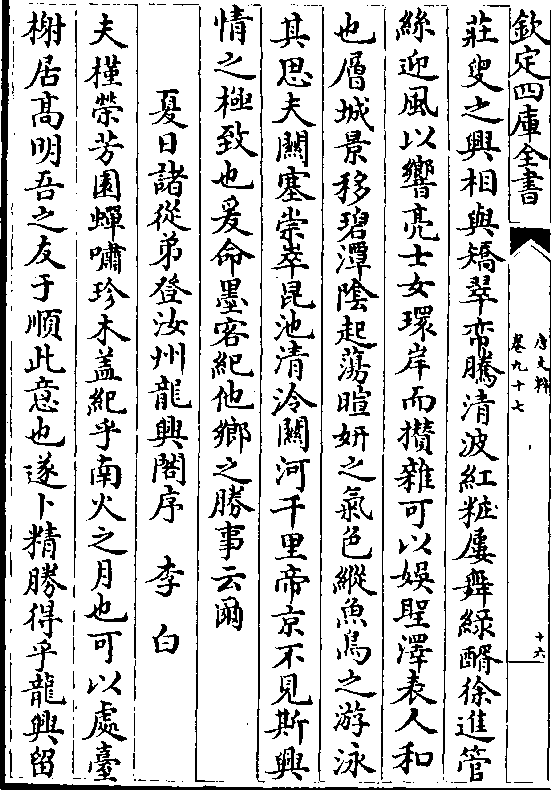 欽定四庫全書
唐文粹
卷九十七
十六
莊叟之興相與矯翠帟騰清波紅粧屢舞綠醑徐進管
絲迎風以響亮士女環岸而攅雜可以娛聖澤表人和
也層城景移碧潭陰起蕩暄妍之氣色縱魚鳥之游泳
其思夫闗塞崇崒昆池清泠闗河千里帝京不見斯興
情之極致也爰命墨客紀他鄉之勝事云爾
夏日諸從弟登汝州龍興閣序 李白
夫槿榮芳園蟬嘯珍木葢紀乎南火之月也可以處臺
榭居髙明吾之友于順此意也遂卜精勝得乎龍興留